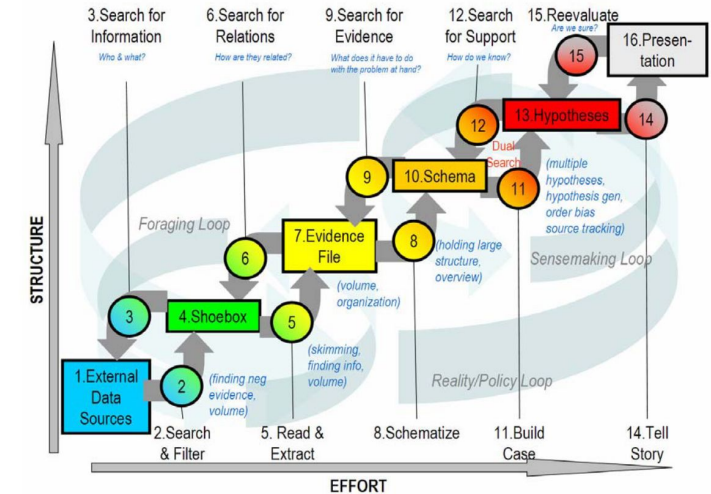 3.Search for
Information
Who & what?
6.Search for
Relations
How are they related?
9.Search for
Evidence
What does it have to do
with the problem at hand?
12.Search
for Support
How do we know?
15.Reevaluate
Are we sure?
15
16.Presen-
tation
12
13.Hypotheses
14
Dual
Search
9
10.Schema
11
(multiple
hypotheses,
hypothesis gen,
order bias
source tracking)
Foraging Loop
7.Evidence
File
8
(holding large
structure,
overview)
Sensemaking Loop
6
(volume,
organization)
3
4.Shoebox
5
(skimming,
finding info,
volume)
Reality/Policy Loop
1.External
Data
Sources
2
(finding neg
evidence,
volume)
2.Search
& Filter
5. Read &
Extract
8.Schematize
11.Build
Case
14.Tell
Story
STRUCTURE
EFFORT